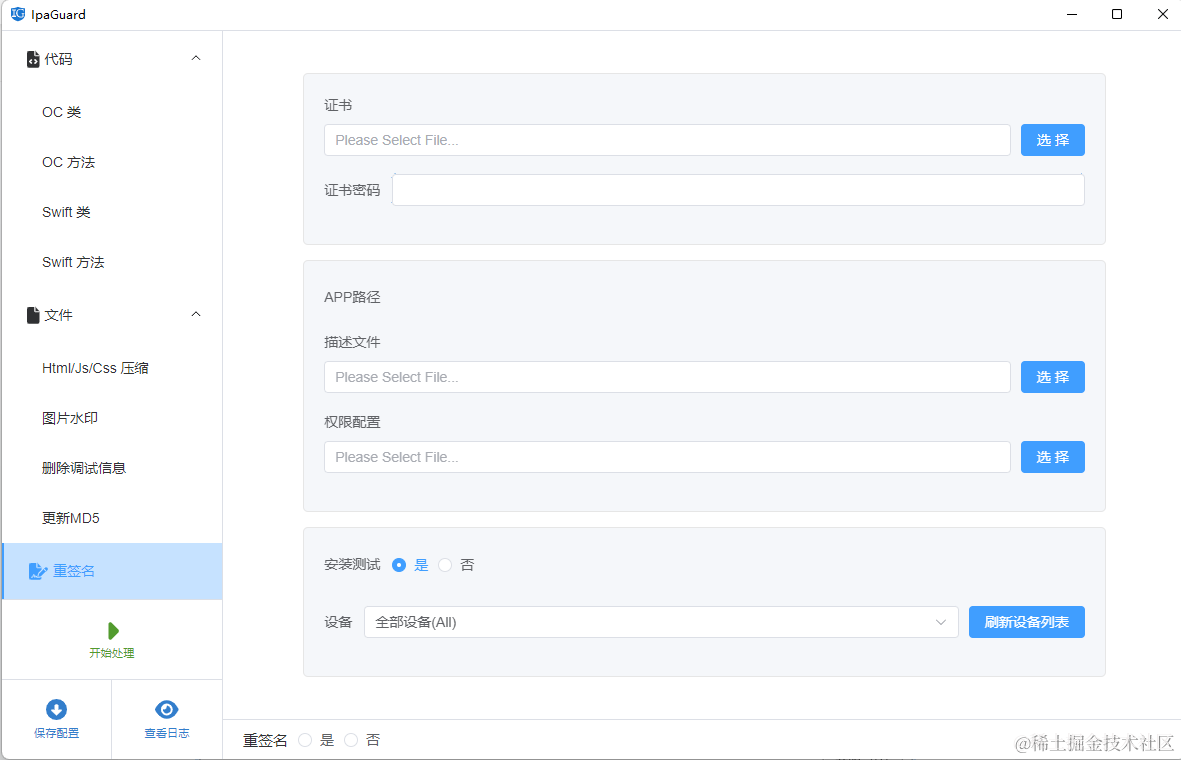 IpaGuard
代码
OC 类
OC 方法
Swift 类
Swift 方法
文件
Html/Js/Css 压缩
图片水印
删除调试信息
更新MD5
重签名
开始处理
保存配置
查看日志
证书
Please Select File...
选 择
证书密码
APP路径
描述文件
Please Select File...
选 择
权限配置
Please Select File...
选 择
安装测试 是 否
设备 全部设备(All) 刷新设备列表
重签名 是 否
@稀土掘金技术社区